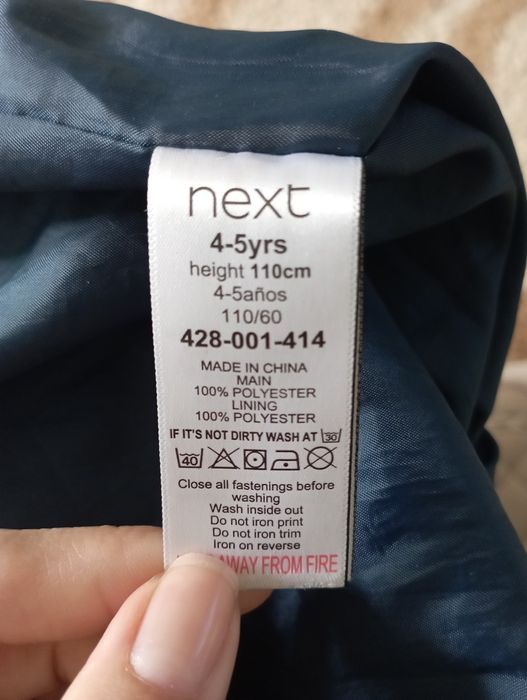 next
4-5yrs
height 110cm
4-5años
110/60
428-001-414
MADE IN CHINA
MAIN
100% POLYESTER
LINING
100% POLYESTER
IF IT'S NOT DIRTY WASH AT 30
40
Close all fastenings before
washing
Wash inside out
Do not iron print
Do not iron trim
Iron on reverse
AWAY FROM FIRE